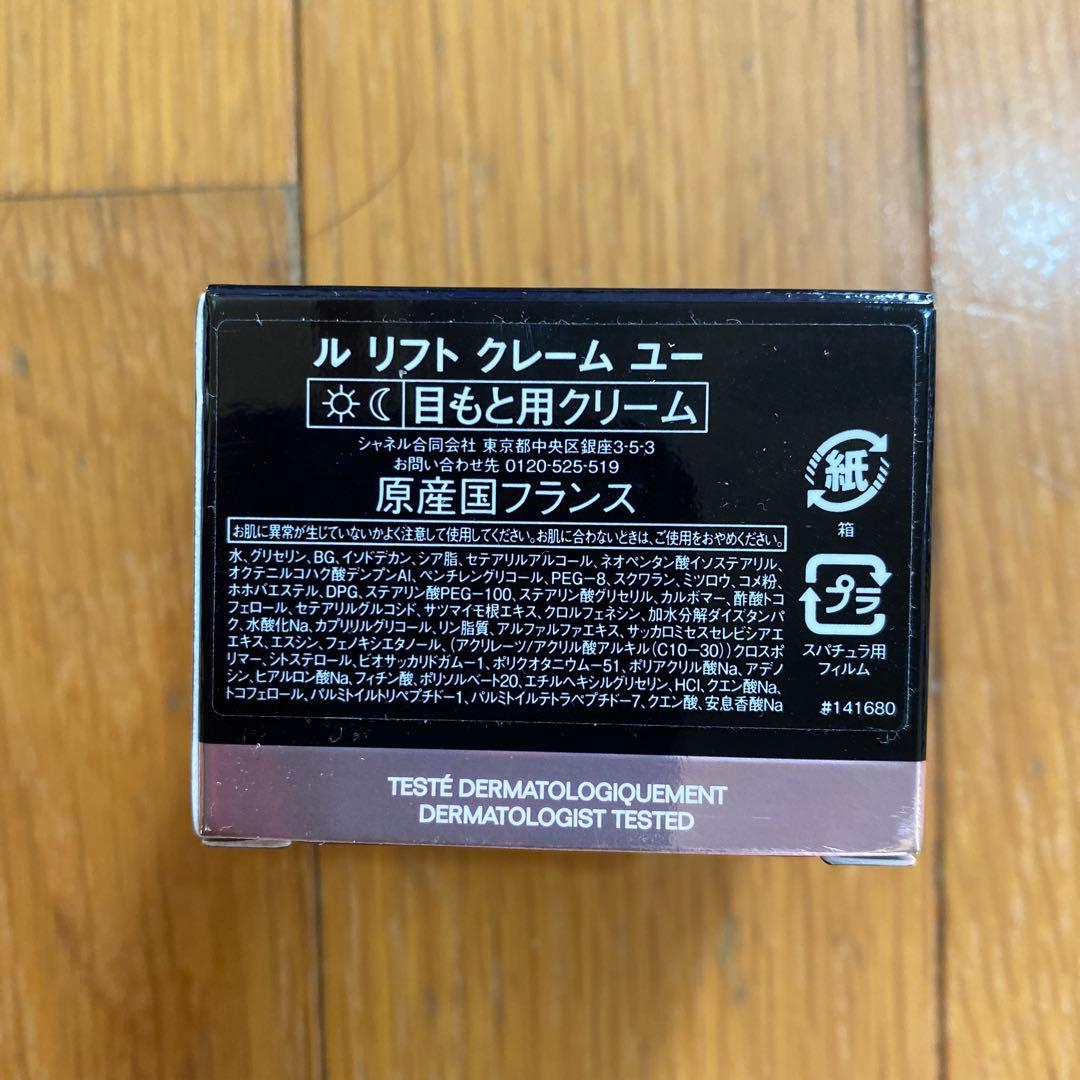 ル リフト クレーム ユー
目もと用クリーム
シャネル合同会社 東京都中央区銀座3-5-3
お問い合わせ先 0120-525-519
原産国フランス
お肌に異常が生じていないかよく注意して使用してください。お肌に合わないときは、ご使用をおやめください。
水、グリセリン、BG、イソドデカン、シア脂、セテアリルアルコール、ネオペンタン酸イソステアリル、
オクテニルコハク酸デンプンAl、ペンチレングリコール、PEG-8、スクワラン、ミツロウ、コメ粉、
ホホバエステル、DPG、ステアリン酸PEG-100、ステアリン酸グリセリル、カルボマー、酢酸トコ
フェロール、セテアリルグルコシド、サツマイモ根エキス、クロルフェネシン、加水分解ダイズタンパ
ク、水酸化Na、カプリリルグリコール、リン脂質、アルファルファエキス、サッカロミセスセレビシアエ
エキス、エスシン、フェノキシエタノール、（アクリレーツ/アクリル酸アルキル（C10-30））クロスポ
リマー、シトステロール、ビオサッカリドガム-1、ポリクオタニウム-51、ポリアクリル酸Na、アデノ
シン、ヒアルロン酸Na、フィチン酸、ポリソルベート20、エチルヘキシルグリセリン、HCl、クエン酸Na、
トコフェロール、パルミトイルトリペプチド-1、パルミトイルテトラペプチド-7、クエン酸、安息香酸Na
紙
箱
プラ
スパチュラ用
フィルム
#141680
TESTÉ DERMATOLOGIQUEMENT
DERMATOLOGIST TESTED